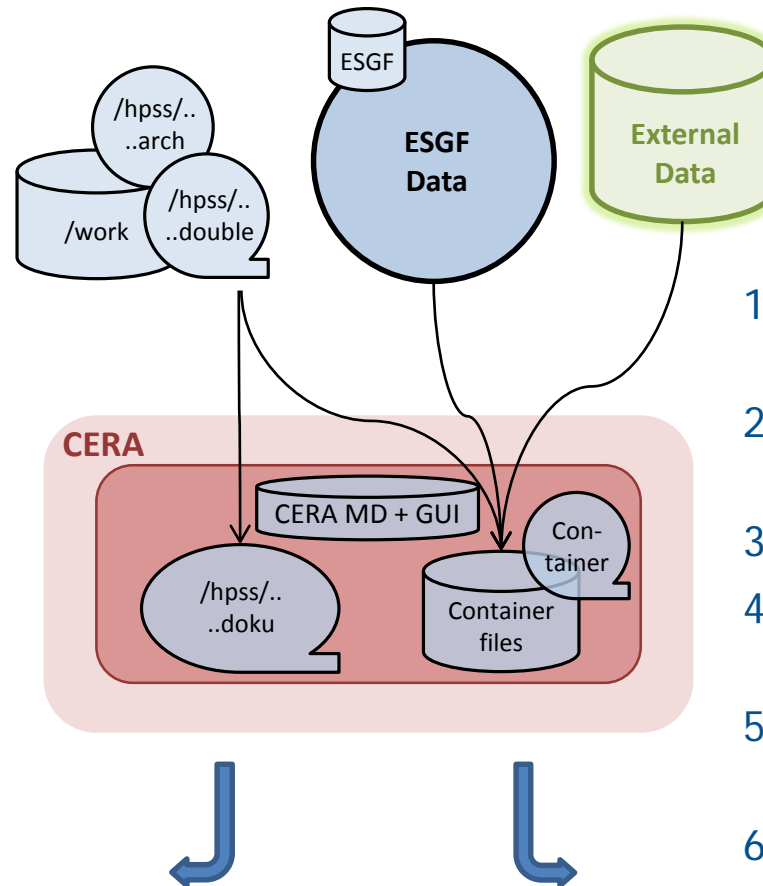 /hpss/..
..arch
/work
/hpss/..
...double
ESGF
ESGF
Data
External
Data
1
2
3
4
5
6
CERA
CERA MD + GUI
/hpss/..
..doku
Con-
tainer
Container
files